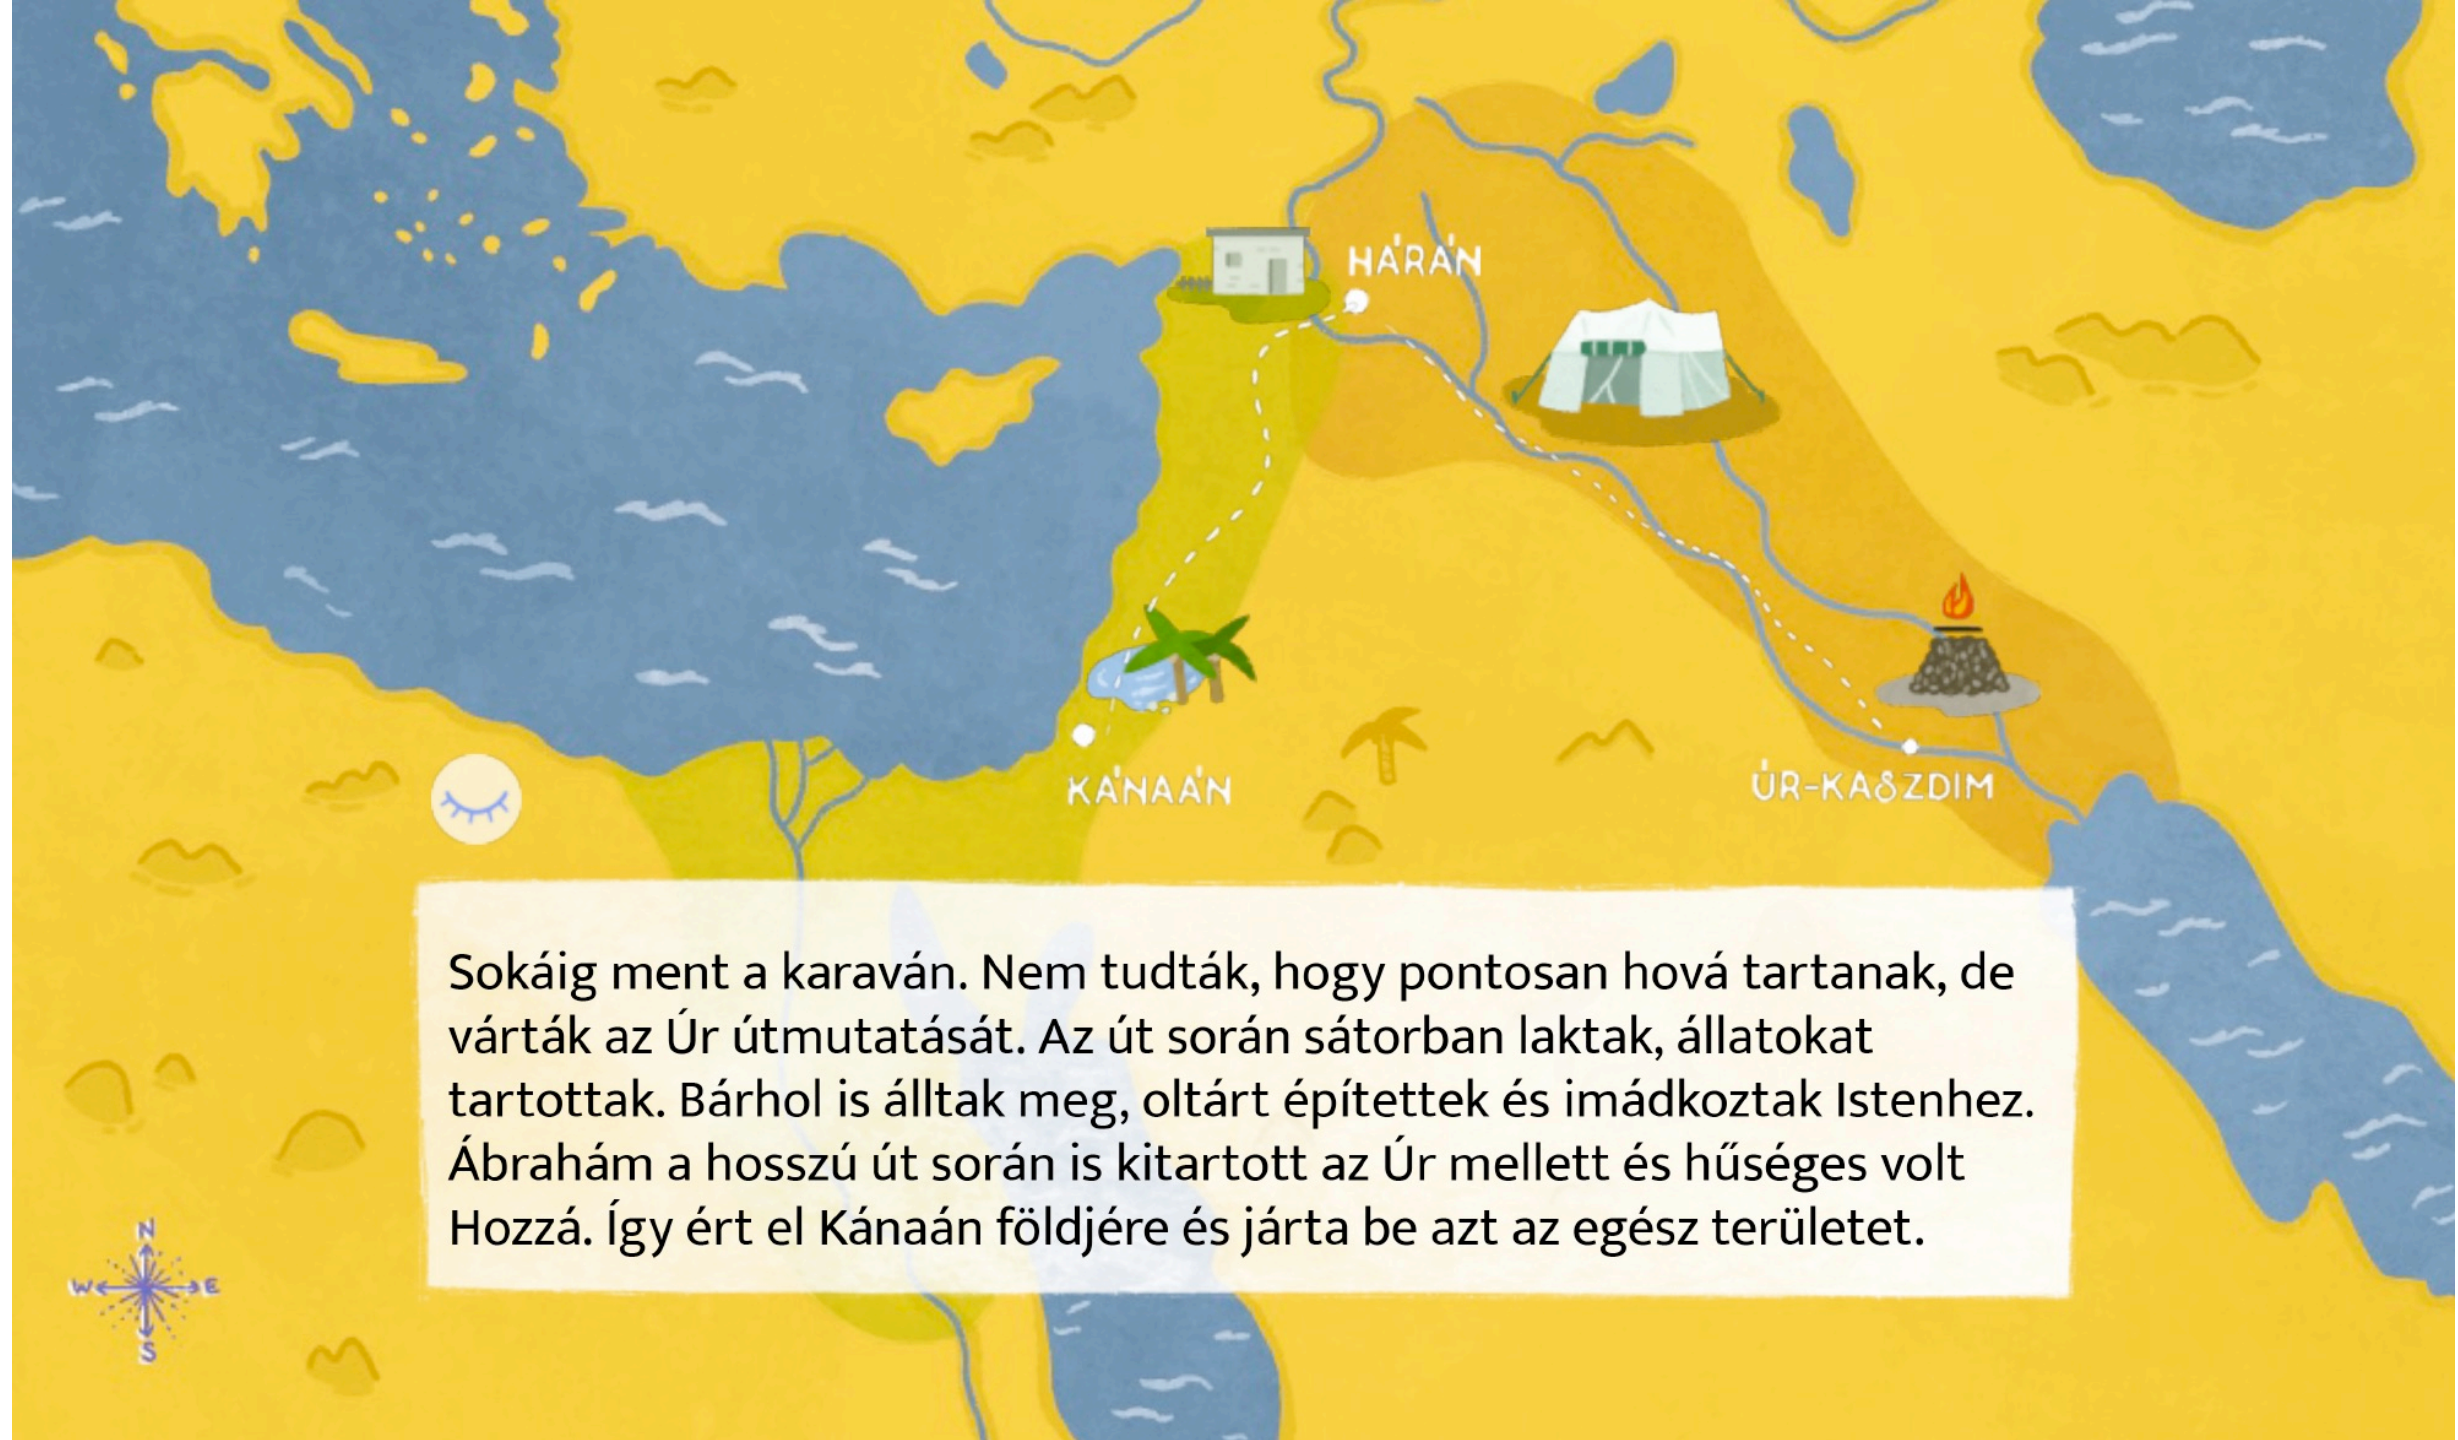 HÁRÁN
KÁNAÁN
ÚR-KASZDIM
Sokáig ment a karaván. Nem tudták, hogy pontosan hová tartanak, de
várták az Úr útmutatását. Az út során sátorban laktak, állatokat
tartottak. Bárhol is álltak meg, oltárt építettek és imádkoztak Istenhez.
Ábrahám a hosszú út során is kitartott az Úr mellett és hűséges volt
Hozzá. Így ért el Kánaán földjére és járta be azt az egész területet.
N
W E
S